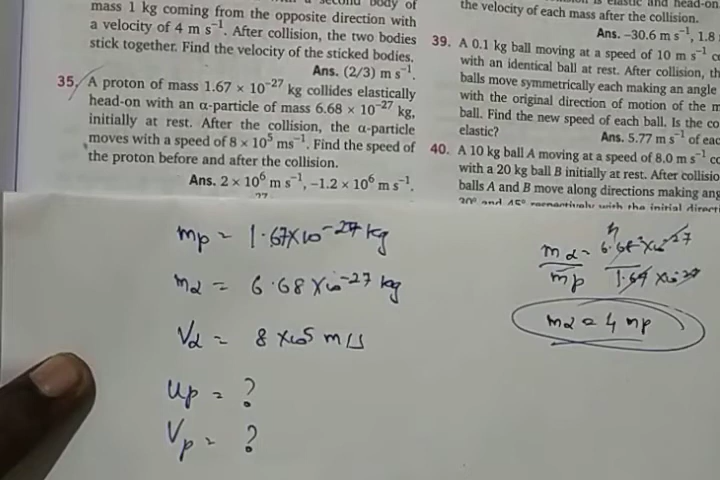 mass 1 kg coming from the opposite direction with
a velocity of 4 m s⁻¹. After collision, the two bodies
stick together. Find the velocity of the sticked bodies.
Ans. (2/3) m s⁻¹.
35. A proton of mass 1.67 × 10⁻²⁷ kg collides elastically
head-on with an α-particle of mass 6.68 × 10⁻²⁷ kg,
initially at rest. After the collision, the α-particle
moves with a speed of 8 × 10⁵ ms⁻¹. Find the speed of
the proton before and after the collision.
Ans. 2 × 10⁶ m s⁻¹, –1.2 × 10⁶ m s⁻¹.
the velocity of each mass after the collision.
Ans. –30.6 m s⁻¹, 1.8
39. A 0.1 kg ball moving at a speed of 10 m s⁻¹
with an identical ball at rest. After collision,
balls move symmetrically each making an angle
with the original direction of motion of the
ball. Find the new speed of each ball. Is the
elastic? Ans. 5.77 m s⁻¹ of
40. A 10 kg ball A moving at a speed of 8.0 m s⁻¹
with a 20 kg ball B initially at rest. After
balls A and B move along directions making
30° and 45° respectively with the initial
mp = 1.67×10⁻²⁷ kg
mα = 6.68 ×10⁻²⁷ kg
Vα = 8 ×10⁵ m/s
up = ?
Vp = ?
4
mα = 6.68 ×10⁻²⁷
mp 1.67 ×10⁻²⁷
mα = 4 mp